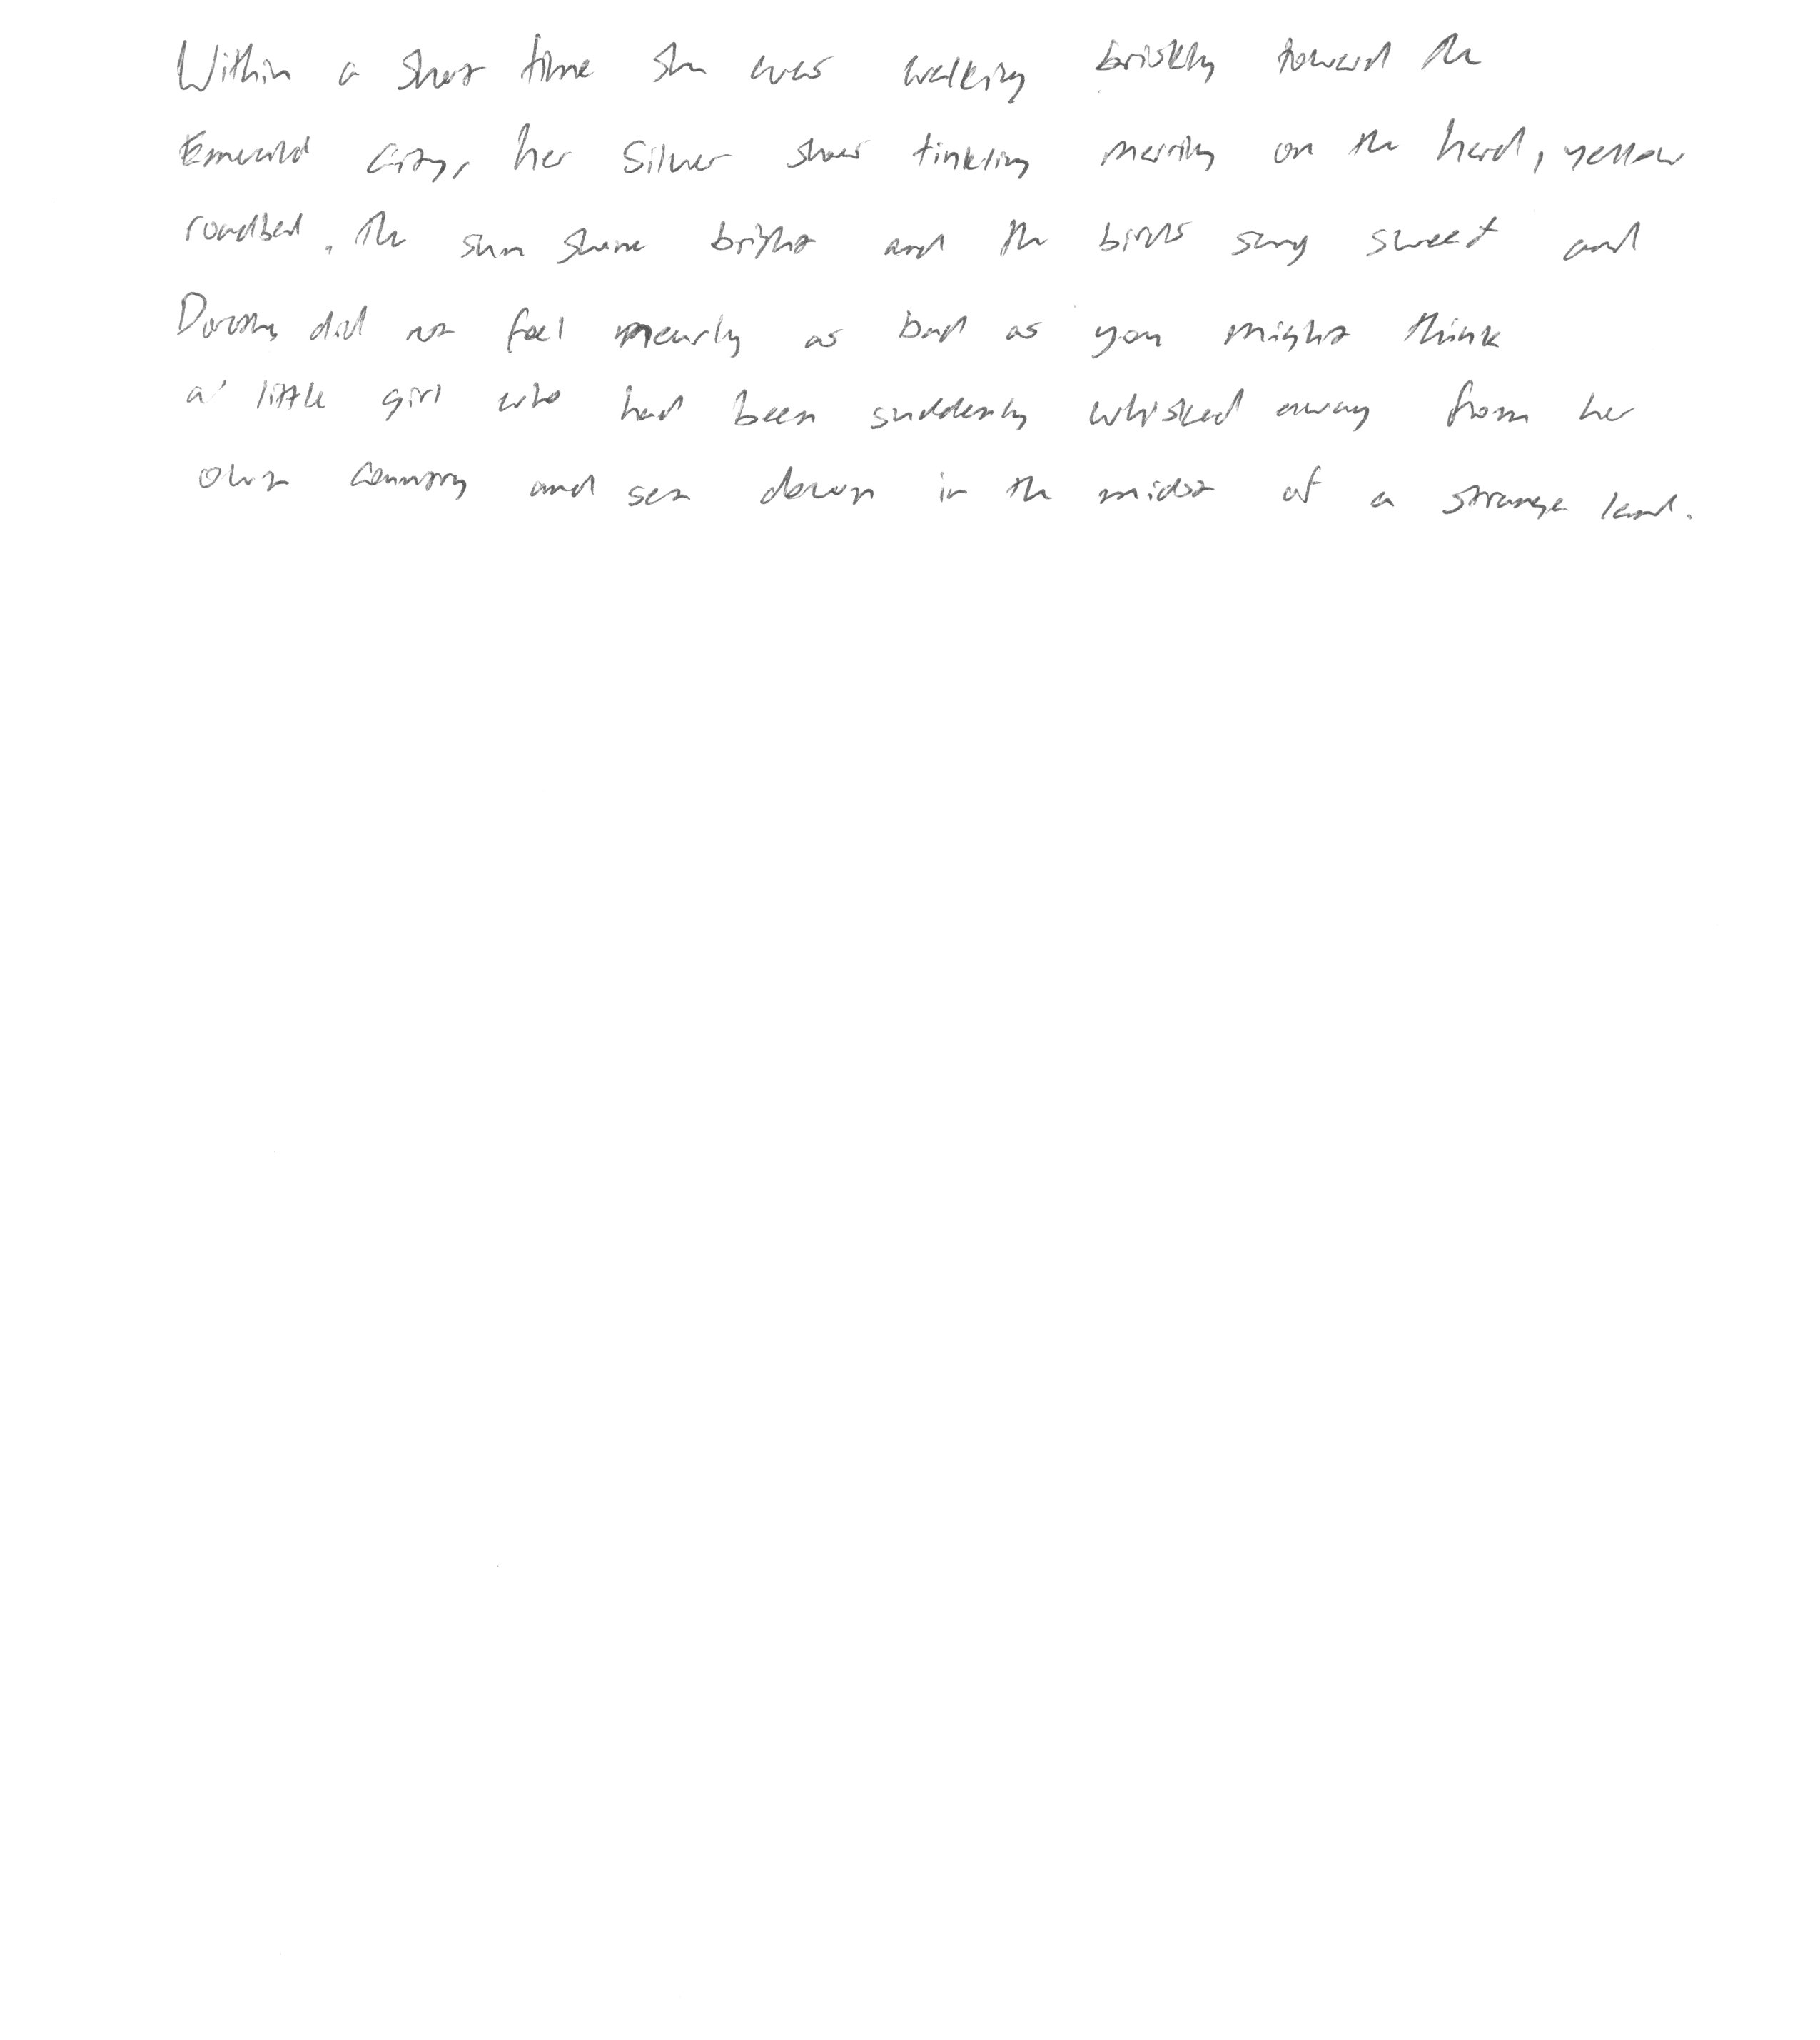 Within a short time she was walking briskly toward the
Emerald City, her Silver shoes tinkling merrily on the hard, yellow
roadbed. The sun shone bright and the birds sang sweet and
Dorothy did not feel nearly as bad as you might think
a little girl who had been suddenly whisked away from her
own country and set down in the midst of a strange land.